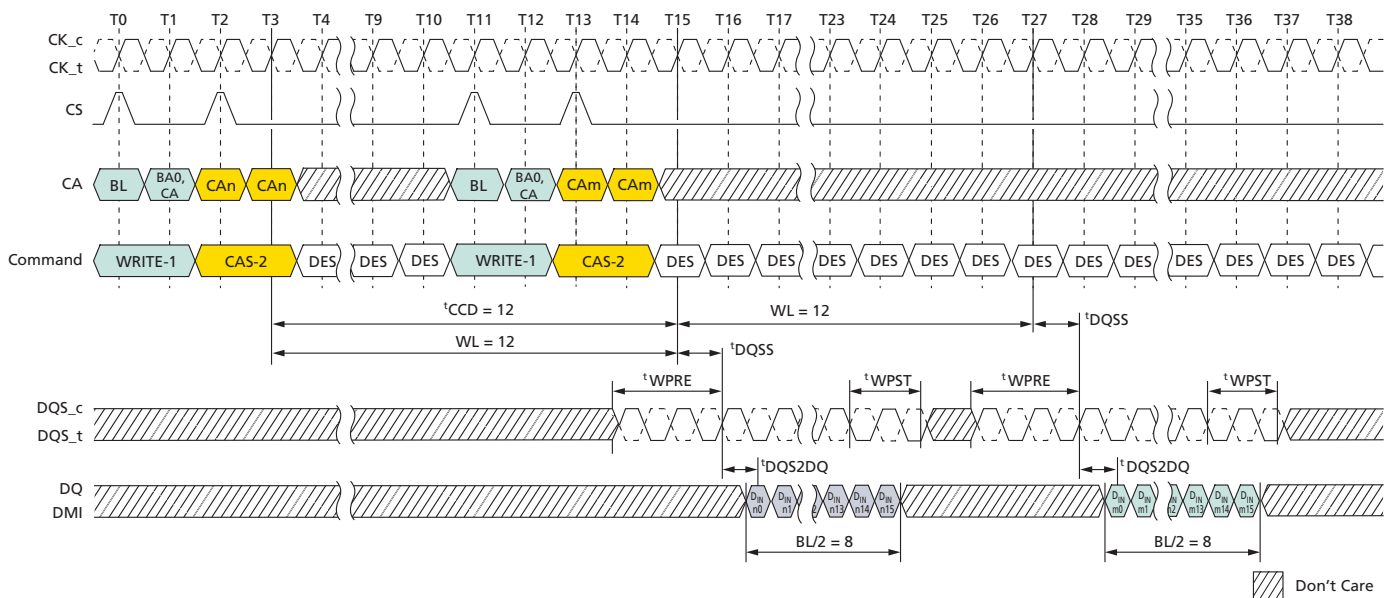 T0 T1 T2 T3 T4 T9 T10 T11 T12 T13 T14 T15 T16 T17 T23 T24 T25 T26 T27 T28 T29 T35 T36 T37 T38
CK_c
CK_t
CS
CA BL BA0, CA CAn CAn BL BA0, CA CAm CAm
Command WRITE-1 CAS-2 DES DES DES WRITE-1 CAS-2 DES DES DES DES DES DES DES DES DES DES DES DES DES DES
tCCD = 12 WL = 12 tDQSS
WL = 12 tDQSS
tWPRE tWPST tWPRE tWPST
DQS_c
DQS_t
tDQS2DQ tDQS2DQ
DQ DIN n0 DIN n1 DIN n13 DIN n14 DIN n15 DIN m0 DIN m1 DIN m13 DIN m14 DIN m15
DMI
BL/2 = 8 BL/2 = 8
Don't Care